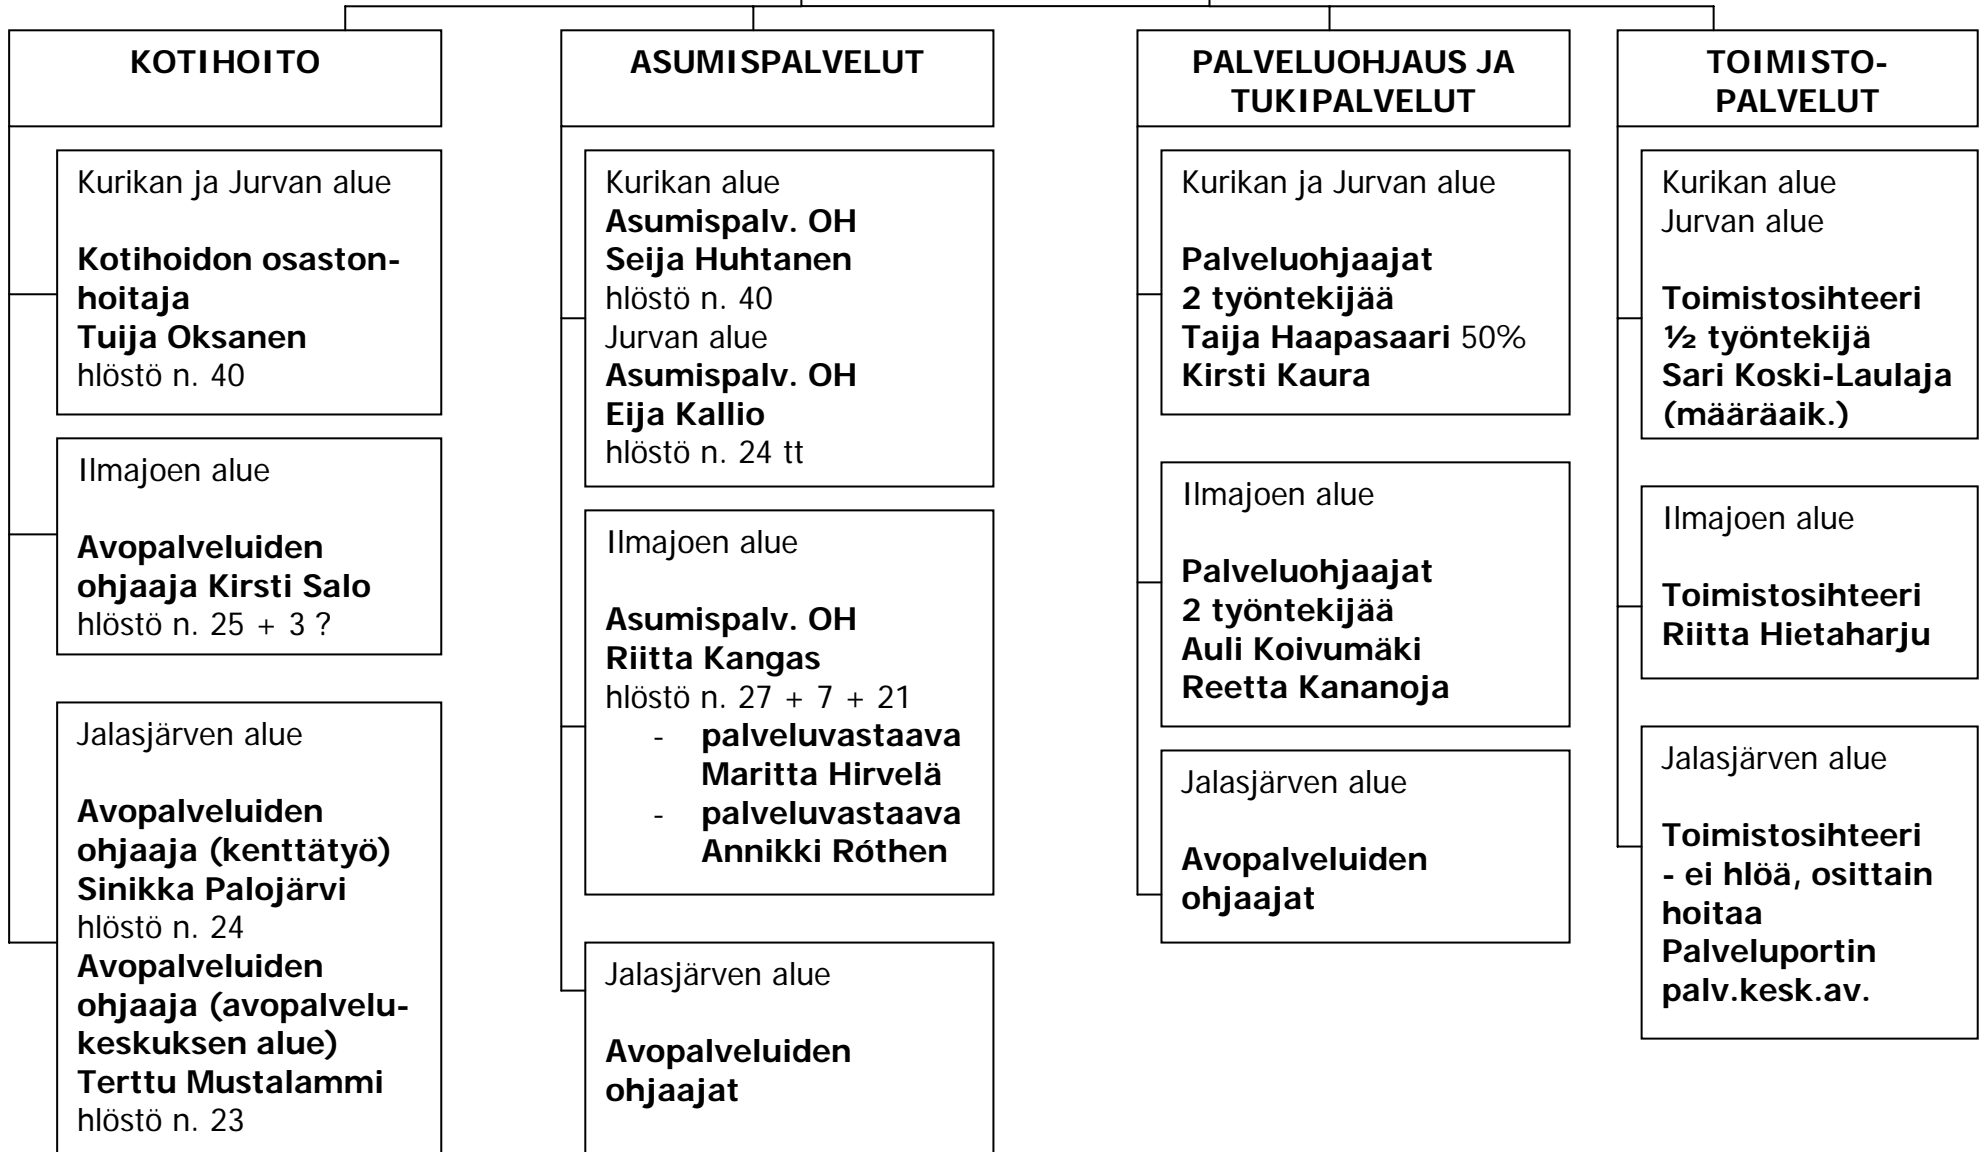 KOTIHOITO
Kurikan ja Jurvan alue
Kotihoidon osaston-
hoitaja
Tuija Oksanen
hlöstö n. 40
Ilmajoen alue
Avopalveluiden
ohjaaja Kirsti Salo
hlöstö n. 25 + 3 ?
Jalasjärven alue
Avopalveluiden
ohjaaja (kenttätyö)
Sinikka Palojärvi
hlöstö n. 24
Avopalveluiden
ohjaaja (avopalvelu-
keskuksen alue)
Terttu Mustalammi
hlöstö n. 23
ASUMISPALVELUT
Kurikan alue
Asumispalv. OH
Seija Huhtanen
hlöstö n. 40
Jurvan alue
Asumispalv. OH
Eija Kallio
hlöstö n. 24 tt
Ilmajoen alue
Asumispalv. OH
Riitta Kangas
hlöstö n. 27 + 7 + 21
- palveluvastaava
Maritta Hirvelä
- palveluvastaava
Annikki Róthen
Jalasjärven alue
Avopalveluiden
ohjaajat
PALVELUOHJAUS JA
TUKIPALVELUT
Kurikan ja Jurvan alue
Palveluohjaajat
2 työntekijää
Taija Haapasaari 50%
Kirsti Kaura
Ilmajoen alue
Palveluohjaajat
2 työntekijää
Auli Koivumäki
Reetta Kananoja
Jalasjärven alue
Avopalveluiden
ohjaajat
TOIMISTO-
PALVELUT
Kurikan alue
Jurvan alue
Toimistosihteeri
½ työntekijä
Sari Koski-Laulaja
(määräaik.)
Ilmajoen alue
Toimistosihteeri
Riitta Hietaharju
Jalasjärven alue
Toimistosihteeri
- ei hlöä, osittain
hoitaa
Palveluportin
palv.kesk.av.